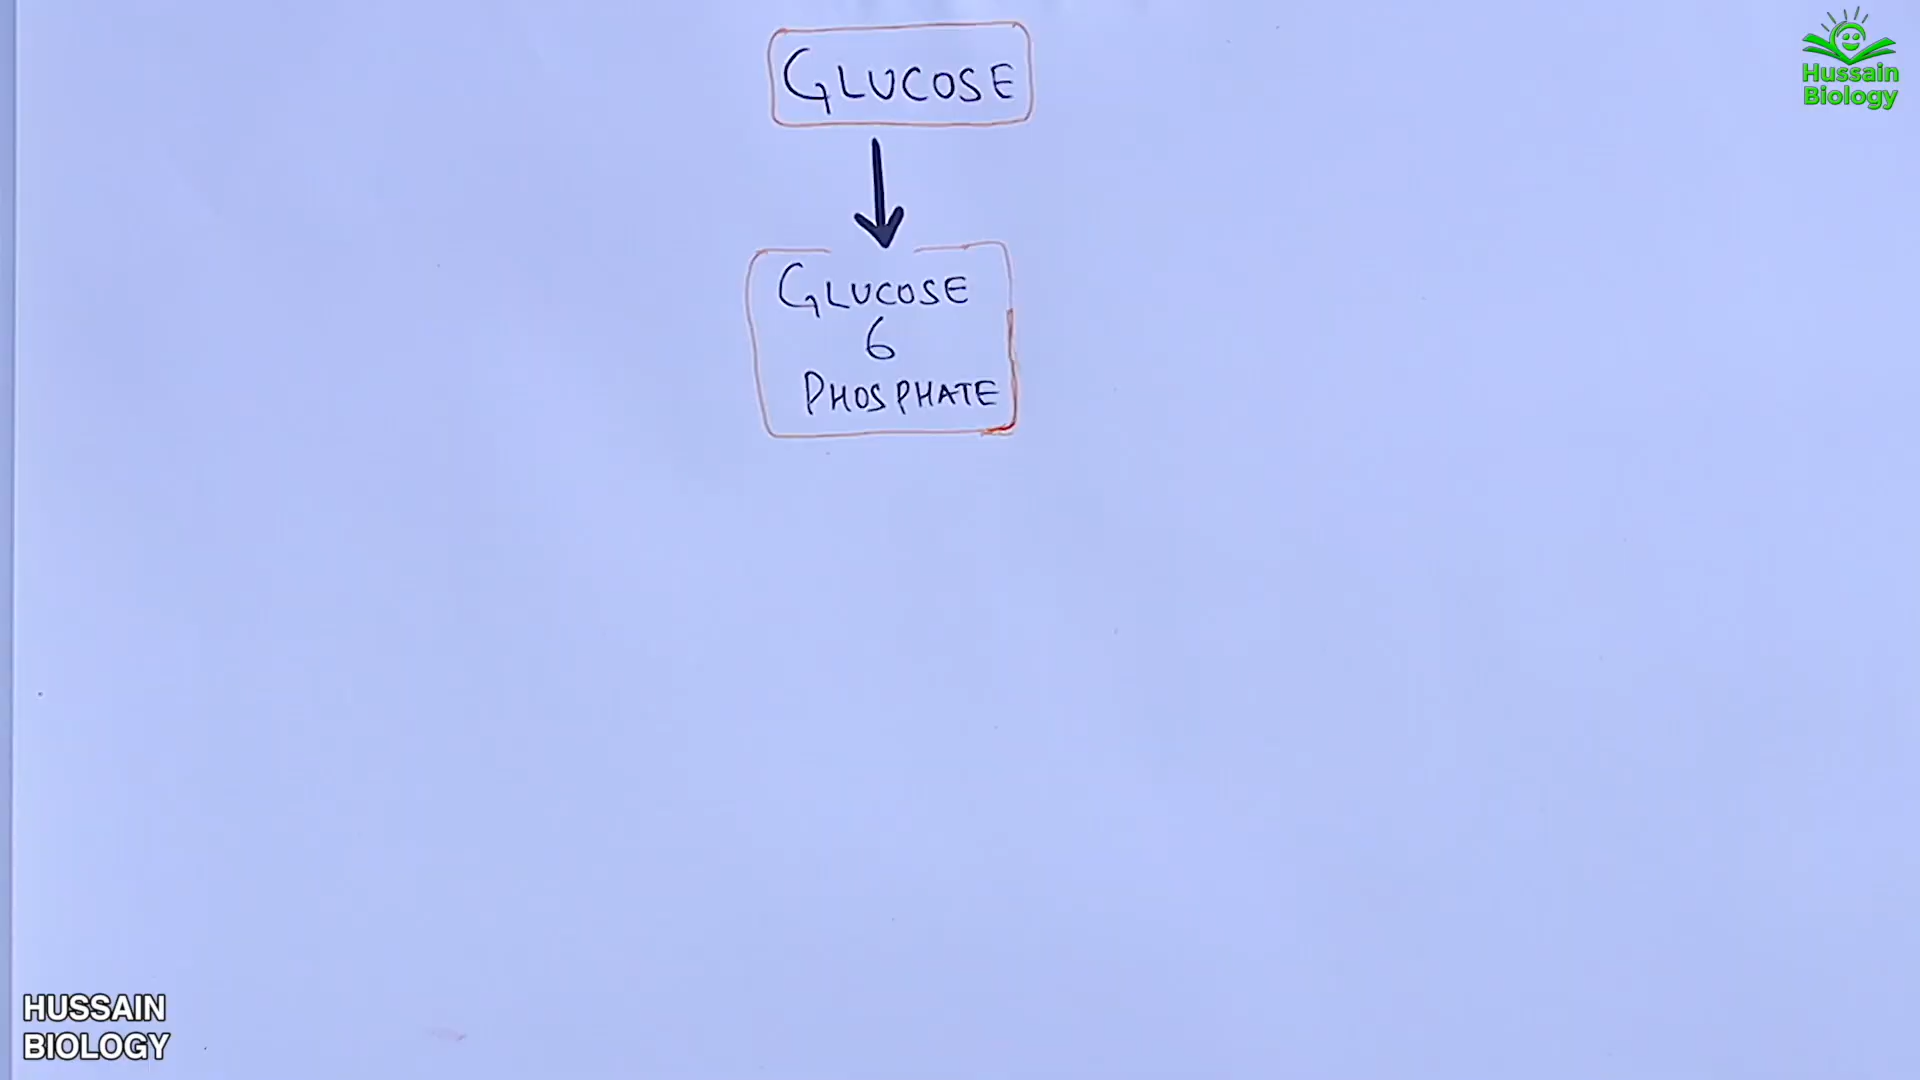 GLUCOSE
GLUCOSE
6
PHOSPHATE
Hussain
Biology
HUSSAIN
BIOLOGY